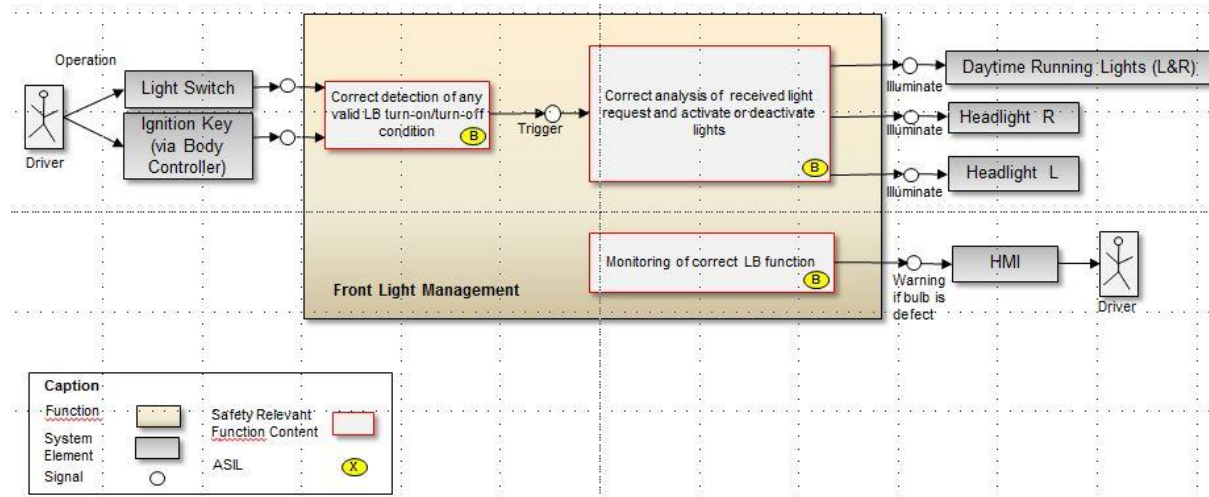 Operation
Driver
Light Switch
Ignition Key
(via Body
Controller)
Correct detection of any
valid LB turn-on/turn-off
condition
B
Trigger
Correct analysis of received light
request and activate or deactivate
lights
B
Illuminate
Daytime Running Lights (L&R)
Illuminate
Headlight R
Illuminate
Headlight L
Monitoring of correct LB function
B
Front Light Management
Warning
if bulb is
defect
HMI
Driver
Caption
Function
System
Element
Signal
Safety Relevant
Function Content
ASIL
X